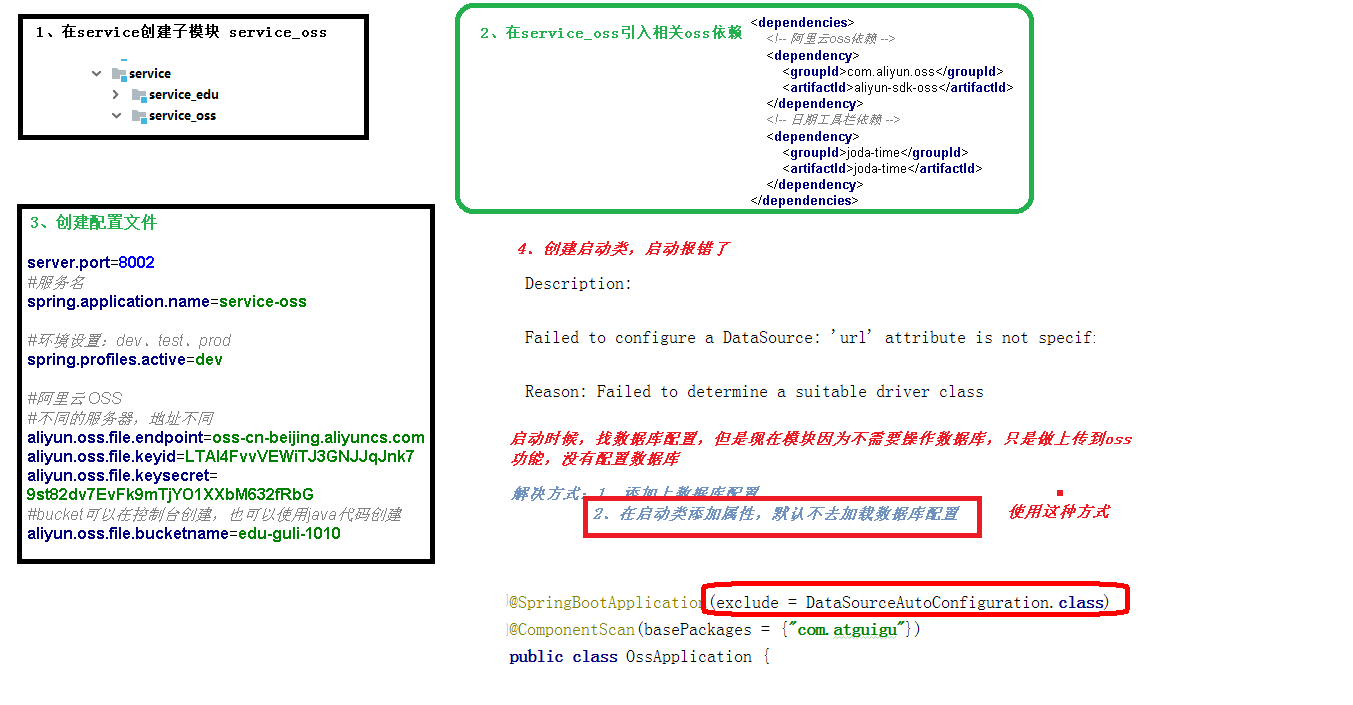 1、在service创建子模块 service_oss
service
service_edu
service_oss
2、在service_oss引入相关oss依赖
<dependencies>
<!-- 阿里云oss依赖 -->
<dependency>
<groupId>com.aliyun.oss</groupId>
<artifactId>aliyun-sdk-oss</artifactId>
</dependency>
<!-- 日期工具栏依赖 -->
<dependency>
<groupId>joda-time</groupId>
<artifactId>joda-time</artifactId>
</dependency>
</dependencies>
3、创建配置文件
server.port=8002
#服务名
spring.application.name=service-oss
#环境设置：dev、test、prod
spring.profiles.active=dev
#阿里云 OSS
#不同的服务器，地址不同
aliyun.oss.file.endpoint=oss-cn-beijing.aliyuncs.com
aliyun.oss.file.keyid=LTAI4FvvVEWiTJ3GNJJqJnk7
aliyun.oss.file.keysecret=
9st82dv7EvFk9mTjYO1XXbM632fRbG
#bucket可以在控制台创建，也可以使用java代码创建
aliyun.oss.file.bucketname=edu-guli-1010
4、创建启动类，启动报错了
Description:
Failed to configure a DataSource: 'url' attribute is not specif
Reason: Failed to determine a suitable driver class
启动时候，找数据库配置，但是现在模块因为不需要操作数据库，只是做上传到oss
功能，没有配置数据库
解决方式：1、添加上数据库配置
2、在启动类添加属性，默认不去加载数据库配置
使用这种方式
@SpringBootApplication(exclude = DataSourceAutoConfiguration.class)
@ComponentScan(basePackages = {"com.atguigu"})
public class OssApplication {